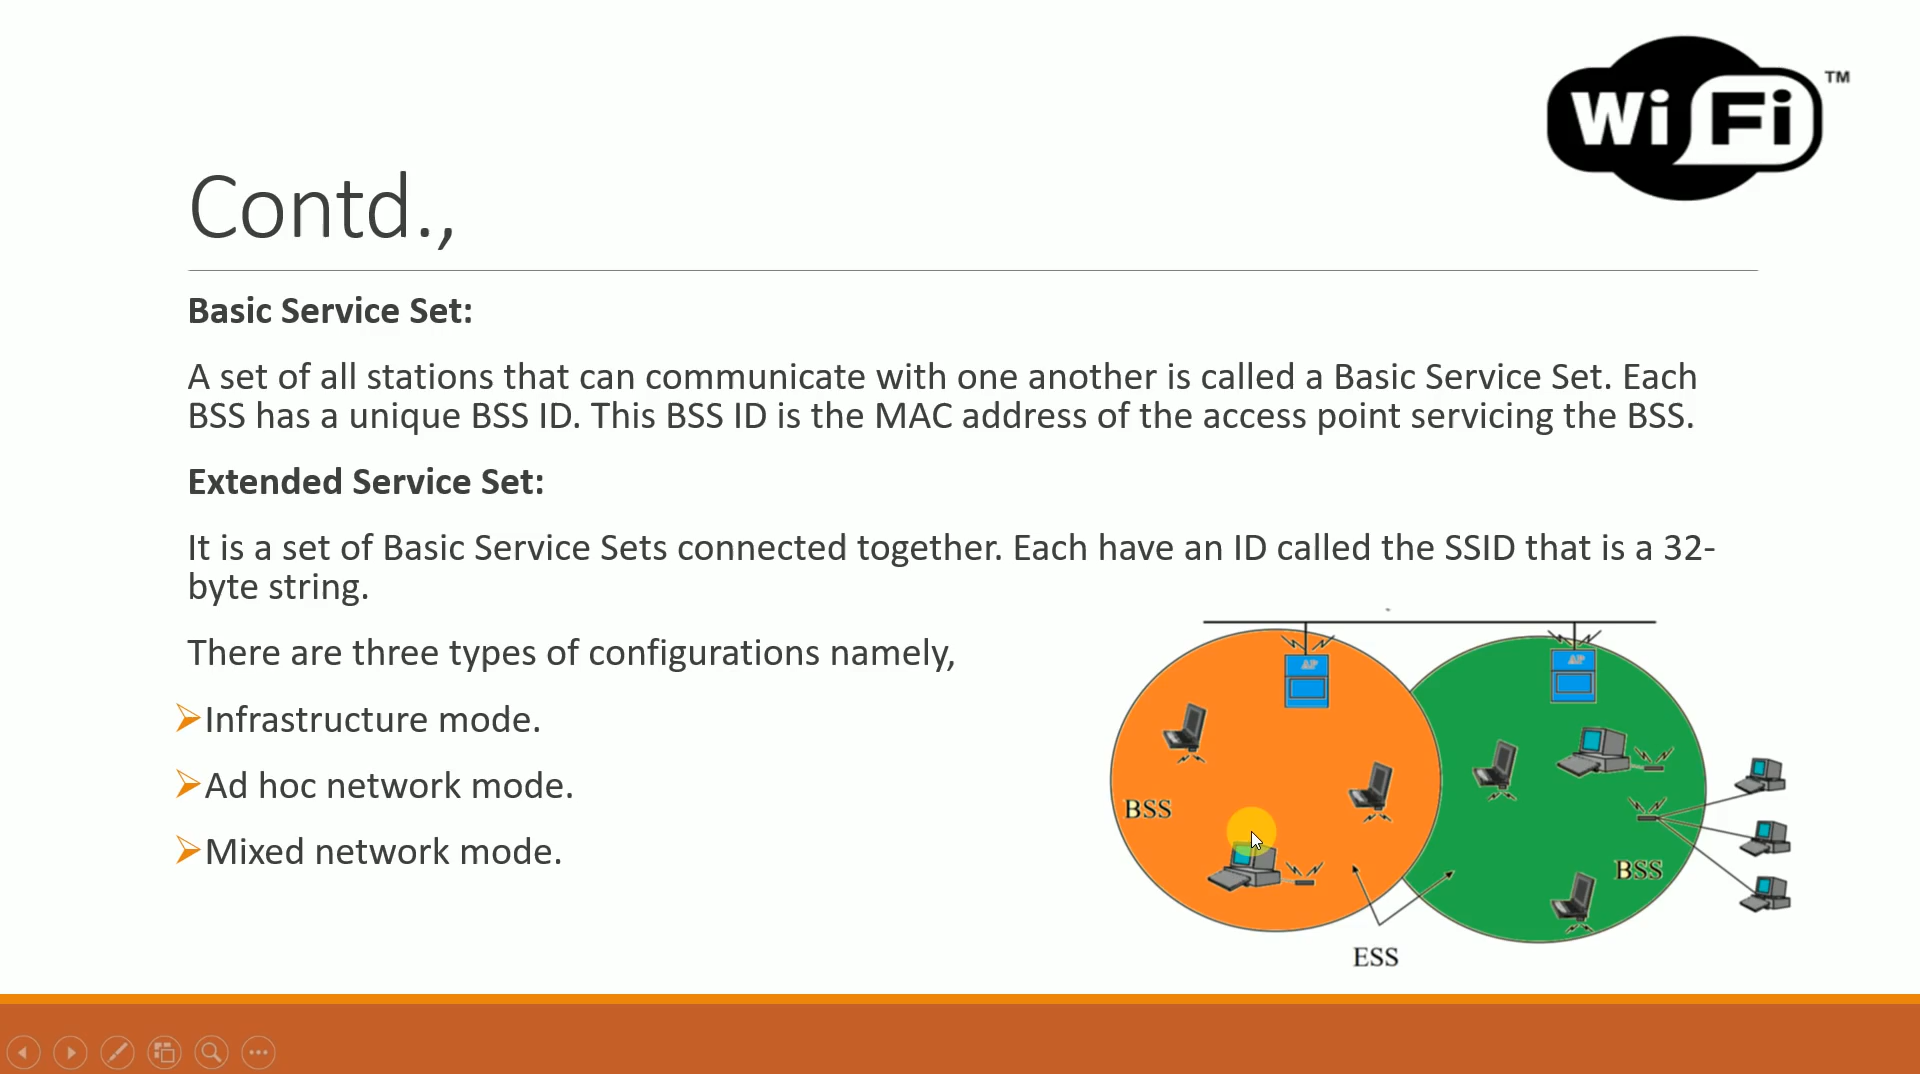 WiFi TM
Contd.,
Basic Service Set:
A set of all stations that can communicate with one another is called a Basic Service Set. Each
BSS has a unique BSS ID. This BSS ID is the MAC address of the access point servicing the BSS.
Extended Service Set:
It is a set of Basic Service Sets connected together. Each have an ID called the SSID that is a 32-
byte string.
There are three types of configurations namely,
Infrastructure mode.
Ad hoc network mode.
Mixed network mode.
AP
AP
BSS
BSS
ESS